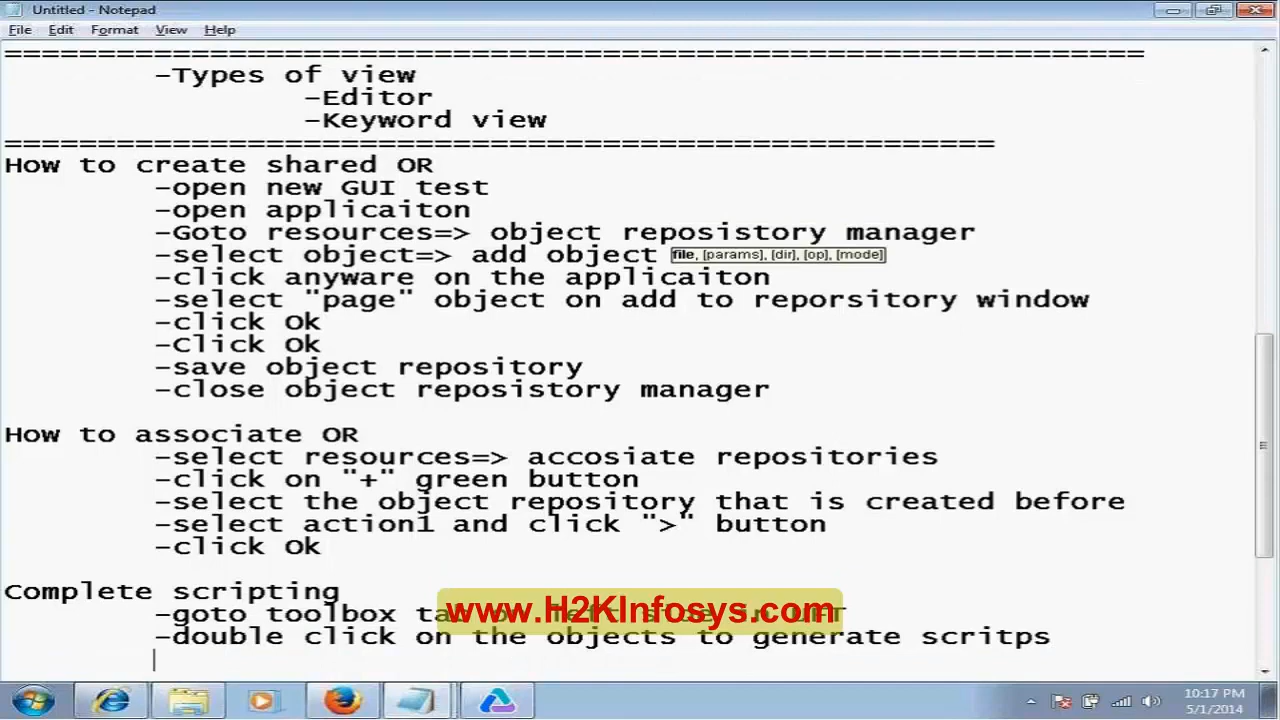 Untitled - Notepad
File Edit Format View Help
=============================================================
-Types of view
-Editor
-Keyword view
=====================================================
How to create shared OR
-open new GUI test
-open applicaiton
-Goto resources=> object reposistory manager
-select object=> add object
file, [params], [dir], [op], [mode]
-click anyware on the applicaiton
-select "page" object on add to reporsitory window
-click Ok
-Click Ok
-save object repository
-close object reposistory manager
How to associate OR
-select resources=> accosiate repositories
-click on "+" green button
-select the object repository that is created before
-select action1 and click ">" button
-click Ok
Complete scripting
-goto toolbox
www.H2KInfosys.com
-double click on the objects to generate scritps
10:17 PM
5/1/2014